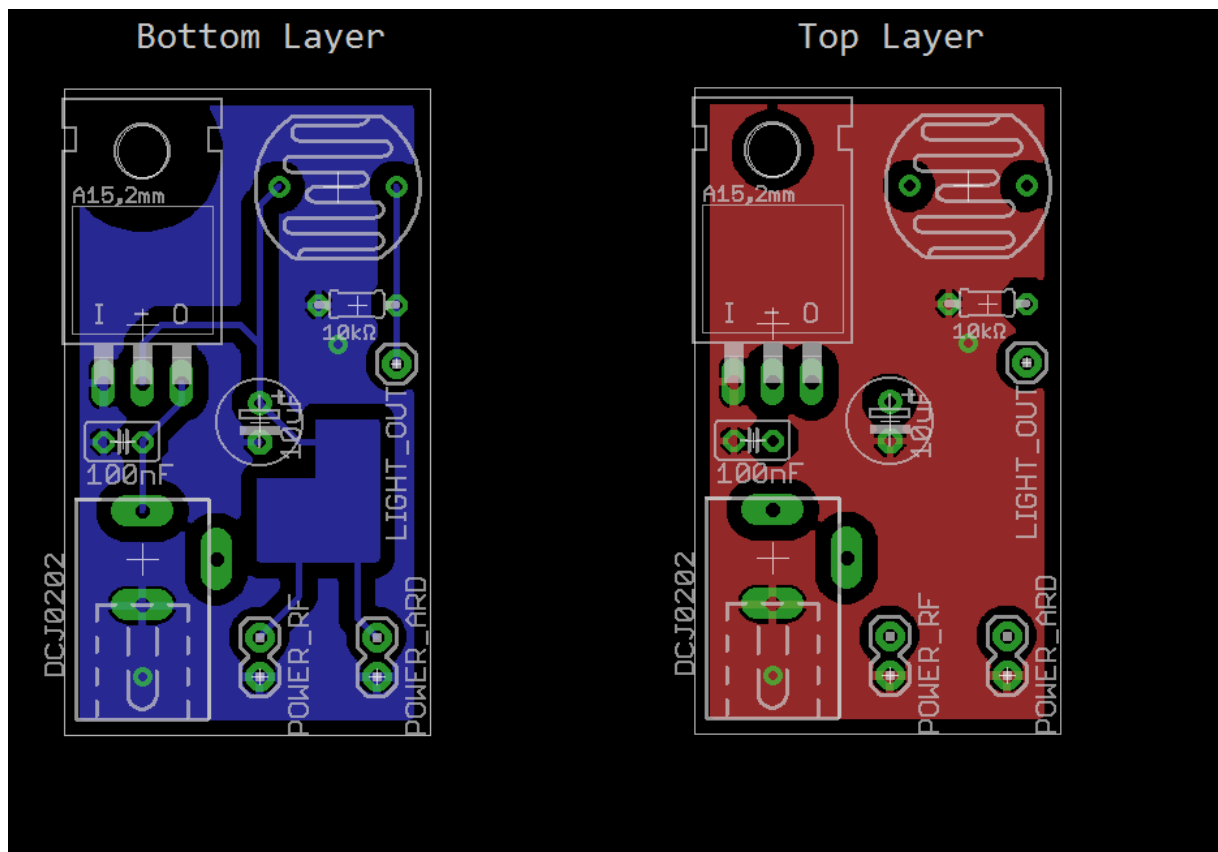 Bottom Layer
A15,2mm
I - O
10kΩ
10uF
100nF
LIGHT_OUT
DCJ0202
POWER_RF
POWER_ARD
Top Layer
A15,2mm
I - O
10kΩ
10uF
100nF
LIGHT_OUT
DCJ0202
POWER_RF
POWER_ARD